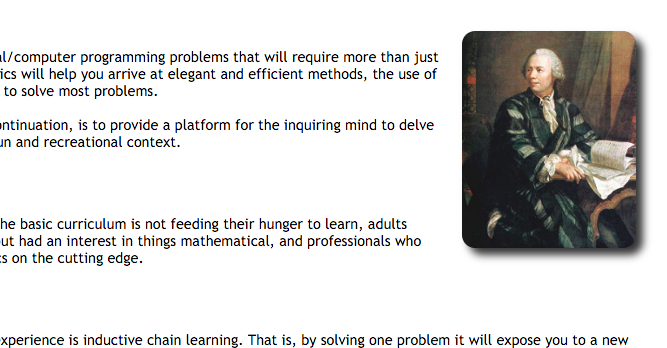 l/computer programming problems that will require more than just
ics will help you arrive at elegant and efficient methods, the use of
to solve most problems.
ontinuation, is to provide a platform for the inquiring mind to delve
un and recreational context.
he basic curriculum is not feeding their hunger to learn, adults
ut had an interest in things mathematical, and professionals who
cs on the cutting edge.
xperience is inductive chain learning. That is, by solving one problem it will expose you to a new